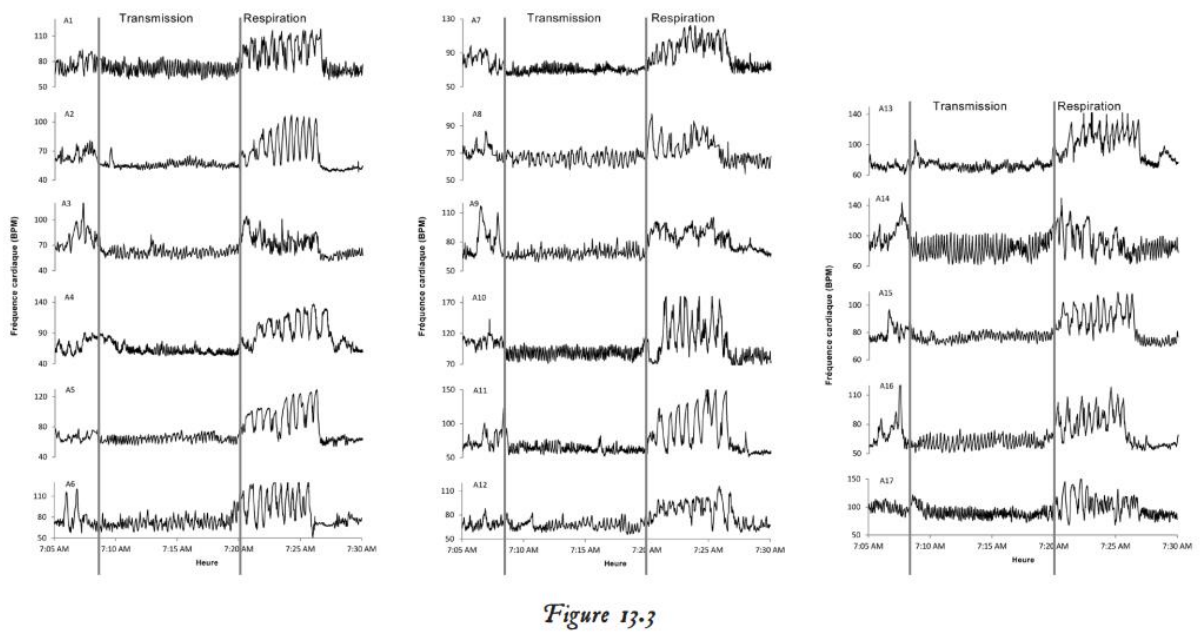 Transmission Respiration
A1
110
80
50
A2
100
70
40
A3
100
70
40
A4
140
90
40
A5
120
80
40
A6
110
80
50
Fréquence cardiaque (BPM)
7:05 AM 7:10 AM 7:15 AM 7:20 AM 7:25 AM 7:30 AM
Heure
Transmission Respiration
130
A7
90
50
A8
90
70
50
A9
110
80
50
A10
170
120
70
150
A11
100
50
A12
110
80
50
Fréquence cardiaque (BPM)
7:05 AM 7:10 AM 7:15 AM 7:20 AM 7:25 AM 7:30 AM
Heure
Transmission Respiration
140
A13
100
60
A14
140
100
60
A15
100
80
60
A16
110
80
50
150
A17
100
50
Fréquence cardiaque (BPM)
7:05 AM 7:10 AM 7:15 AM 7:20 AM 7:25 AM 7:30 AM
Heure
Figure 13.3